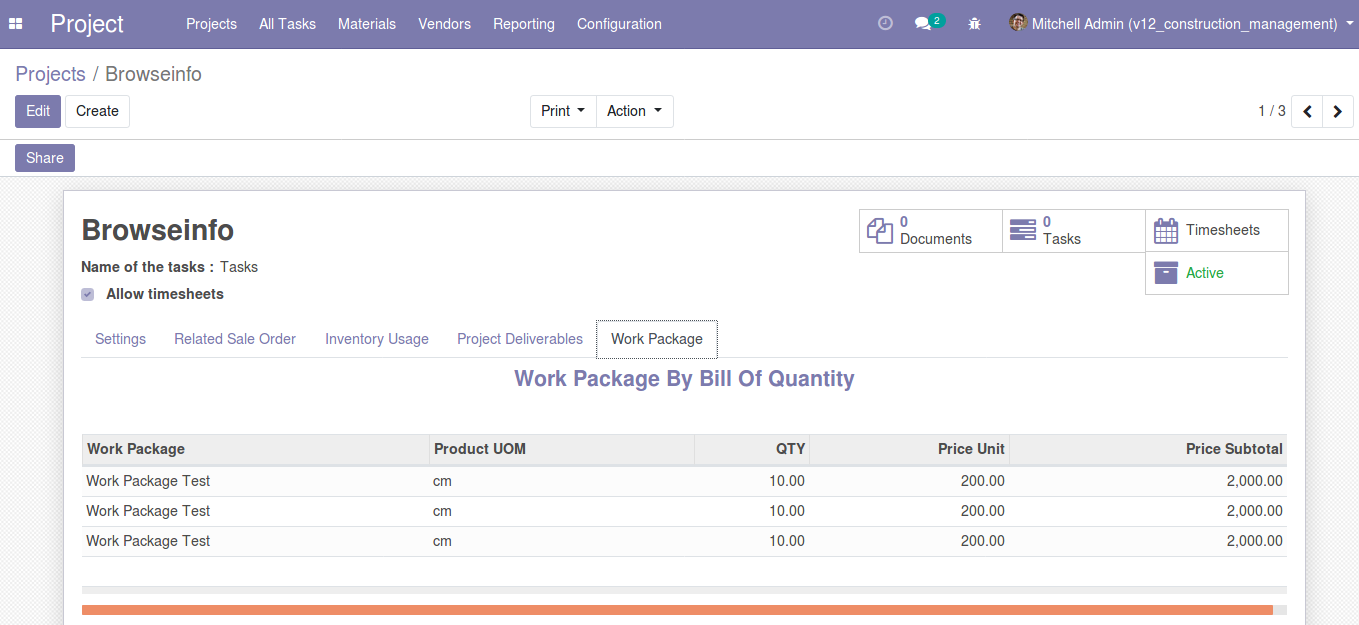 Project Projects All Tasks Materials Vendors Reporting Configuration 2 Mitchell Admin (v12_construction_management)
Projects / Browseinfo
Edit Create Print Action 1 / 3
Share
Browseinfo
0 Documents
0 Tasks
Timesheets
Active
Name of the tasks : Tasks
Allow timesheets
Settings Related Sale Order Inventory Usage Project Deliverables Work Package
Work Package By Bill Of Quantity
Work Package Product UOM QTY Price Unit Price Subtotal
Work Package Test cm 10.00 200.00 2,000.00
Work Package Test cm 10.00 200.00 2,000.00
Work Package Test cm 10.00 200.00 2,000.00